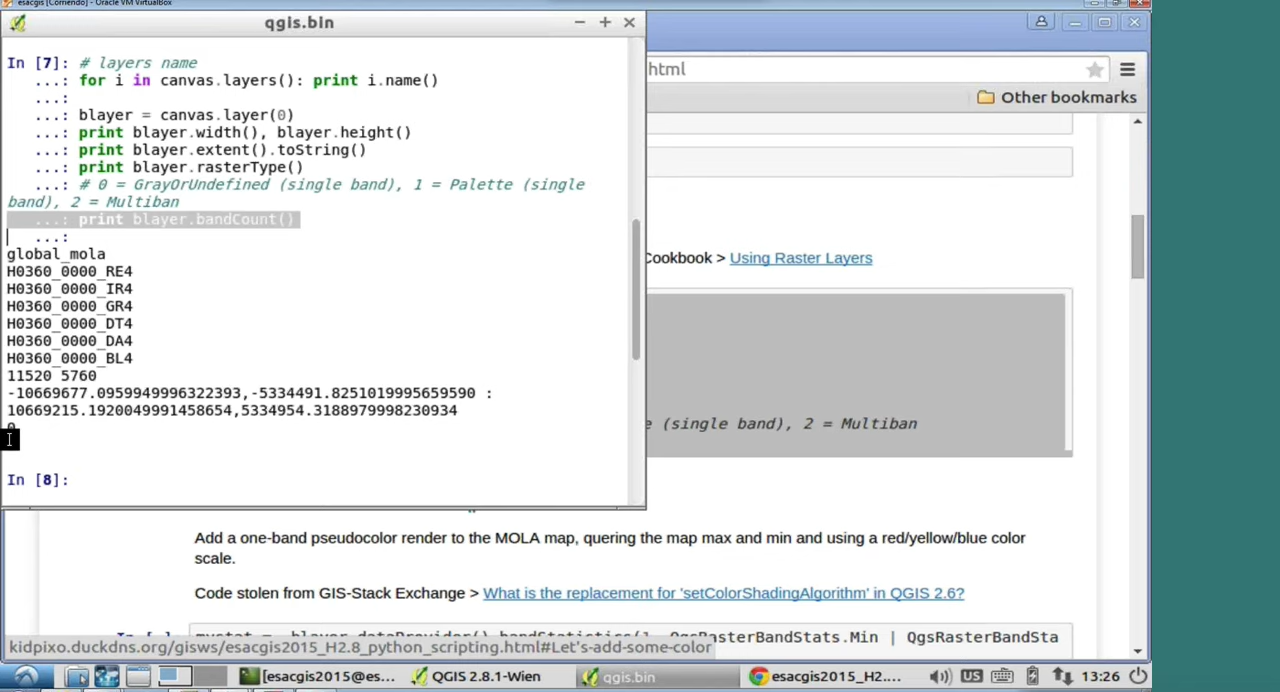 esacgis [Corriendo] - Oracle VM VirtualBox
qgis.bin
In [7]: # layers name
...: for i in canvas.layers(): print i.name()
...:
...: blayer = canvas.layer(0)
...: print blayer.width(), blayer.height()
...: print blayer.extent().toString()
...: print blayer.rasterType()
...: # 0 = GrayOrUndefined (single band), 1 = Palette (single
band), 2 = Multiban
...: print blayer.bandCount()
...:
global_mola
H0360_0000_RE4
H0360_0000_IR4
H0360_0000_GR4
H0360_0000_DT4
H0360_0000_DA4
H0360_0000_BL4
11520 5760
-10669677.0959949996322393,-5334491.8251019995659590 :
10669215.1920049991458654,5334954.3188979998230934
0
In [8]:
html
Other bookmarks
Cookbook > Using Raster Layers
(single band), 2 = Multiban
Add a one-band pseudocolor render to the MOLA map, quering the map max and min and using a red/yellow/blue color
scale.
Code stolen from GIS-Stack Exchange > What is the replacement for 'setColorShadingAlgorithm' in QGIS 2.6?
mystat = blayer.dataProvider().bandStatistics(1, QgsRasterBandStats.Min | QgsRasterBandSta
kidpixo.duckdns.org/gisws/esacgis2015_H2.8_python_scripting.html#Let's-add-some-color
[esacgis2015@es...
QGIS 2.8.1-Wien
qgis.bin
esacgis2015_H2....
US
13:26